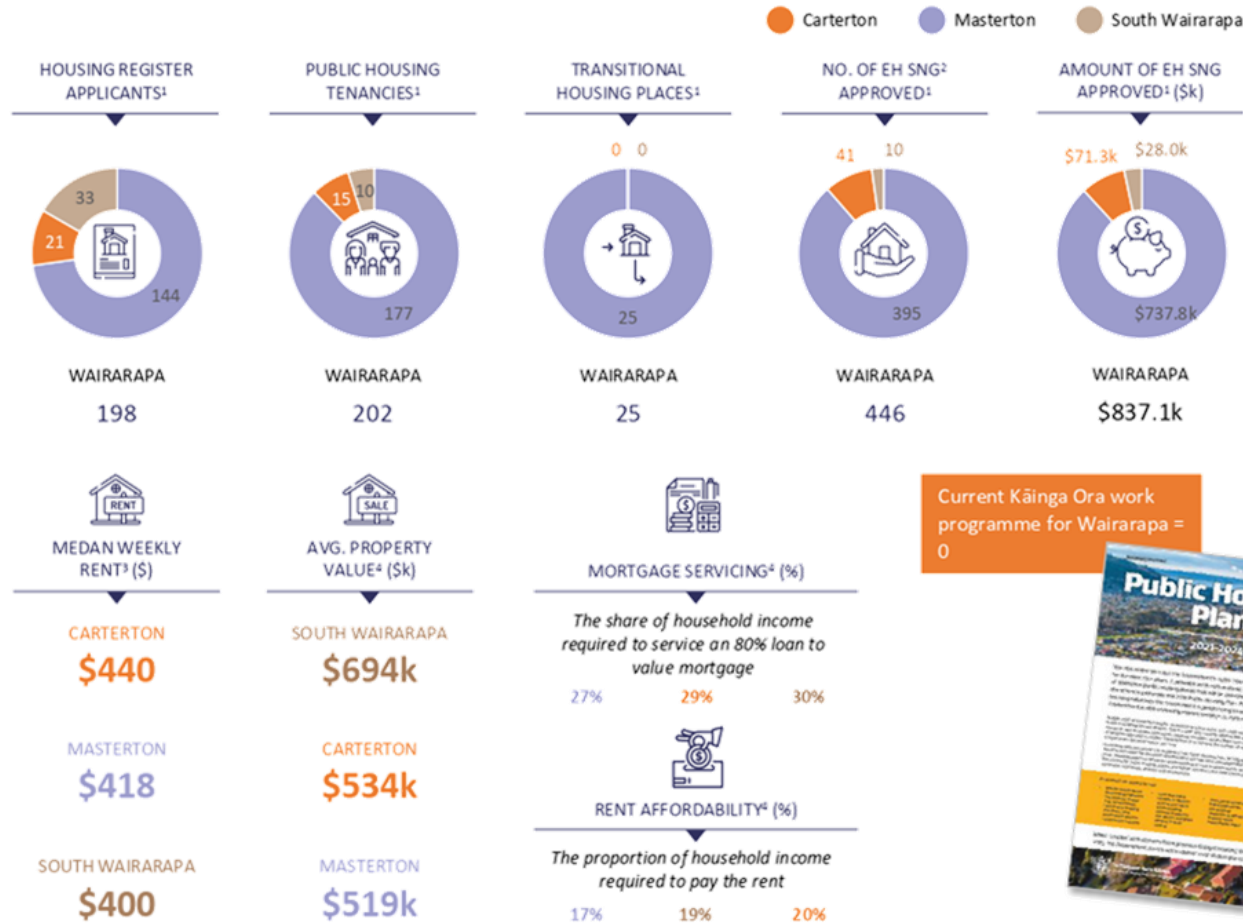 Carterton
Masterton
South Wairarapa
HOUSING REGISTER
APPLICANTS¹
PUBLIC HOUSING
TENANCIES¹
TRANSITIONAL
HOUSING PLACES¹
NO. OF EH SNG²
APPROVED¹
AMOUNT OF EH SNG
APPROVED¹ ($k)
33
21
144
15
10
177
0 0
25
41
10
395
$71.3k
$28.0k
$737.8k
WAIRARAPA
198
WAIRARAPA
202
WAIRARAPA
25
WAIRARAPA
446
WAIRARAPA
$837.1k
RENT
MEDAN WEEKLY
RENT³ ($)
CARTERTON
$440
MASTERTON
$418
SOUTH WAIRARAPA
$400
SALE
AVG. PROPERTY
VALUE⁴ ($k)
SOUTH WAIRARAPA
$694k
CARTERTON
$534k
MASTERTON
$519k
MORTGAGE SERVICING⁴ (%)
The share of household income
required to service an 80% loan to
value mortgage
27% 29% 30%
RENT AFFORDABILITY⁴ (%)
The proportion of household income
required to pay the rent
17% 19% 20%
Current Kāinga Ora work
programme for Wairarapa =
0
Public Ho
Plan
2021-2024